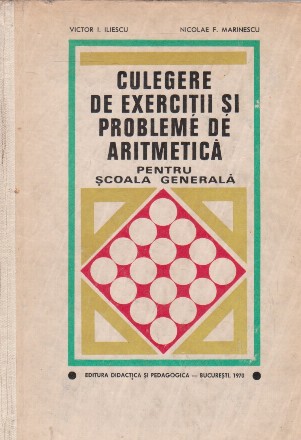 VICTOR I. ILIESCU NICOLAE F. MARINESCU
CULEGERE
DE EXERCIȚII ȘI
PROBLEME DE
ARITMETICĂ
PENTRU
ȘCOALA GENERALĂ
EDITURA DIDACTICĂ ȘI PEDAGOGICĂ — BUCUREȘTI, 1970